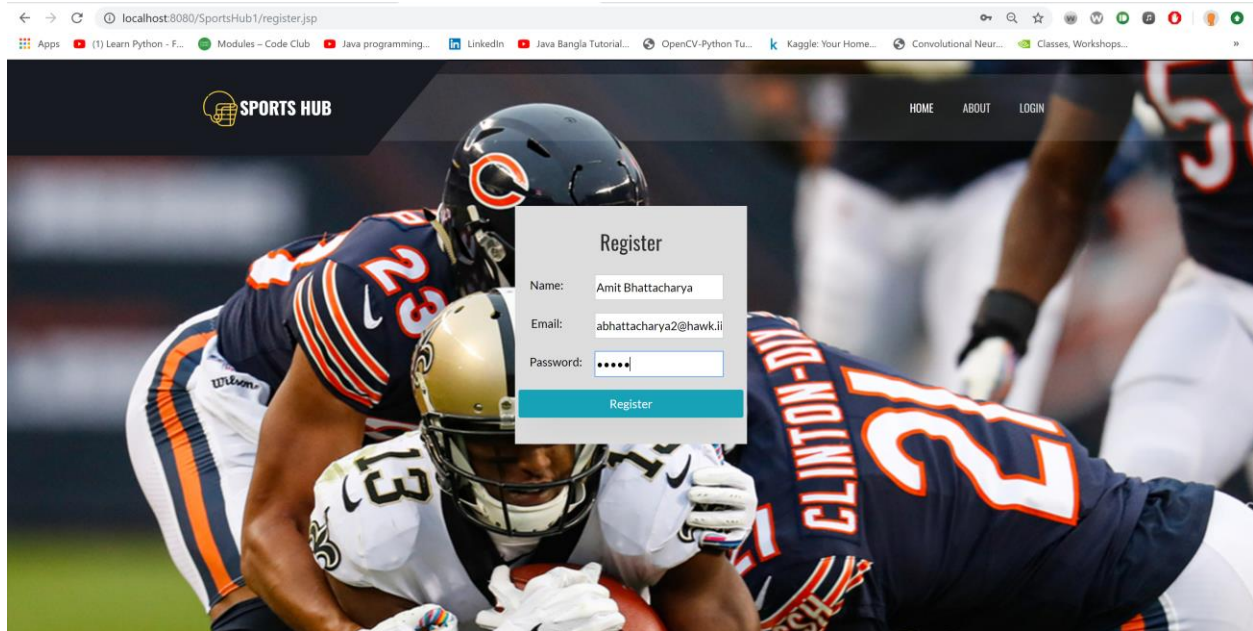 localhost:8080/SportsHub1/register.jsp
Apps (1) Learn Python - F... Modules – Code Club Java programming... LinkedIn Java Bangla Tutorial... OpenCV-Python Tu... Kaggle: Your Home... Convolutional Neur... Classes, Workshops... »
SPORTS HUB HOME ABOUT LOGIN
Register
Name: Amit Bhattacharya
Email: abhattacharya2@hawk.ii
Password: •••••
Register
23
Wilson
13
CLINTON-DIX
21